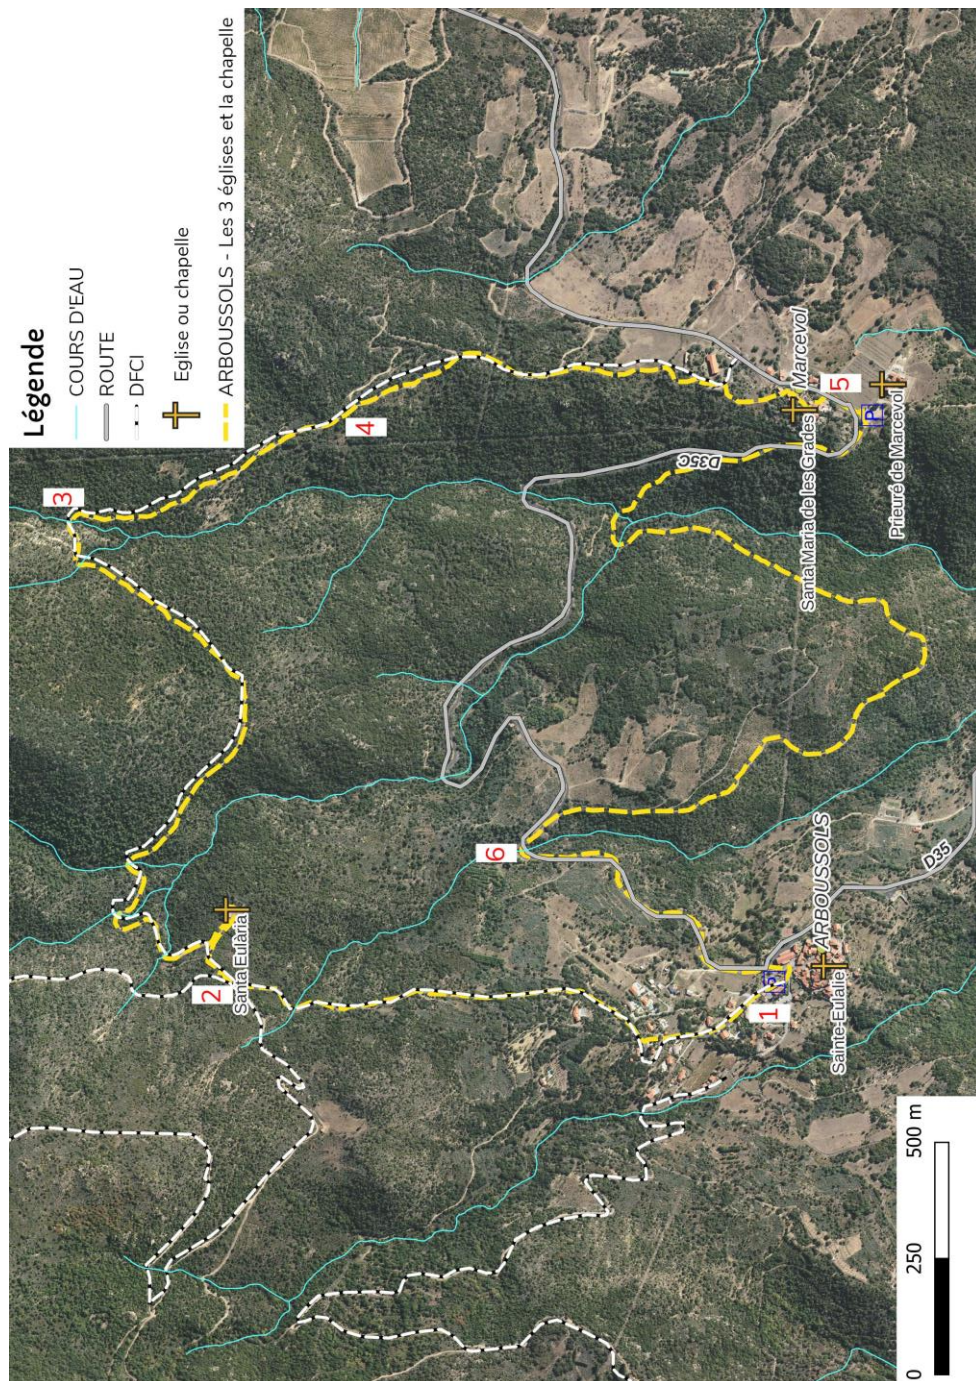 Légende
COURS D'EAU
ROUTE
DFCI
Eglise ou chapelle
ARBOUSSOLS - Les 3 églises et la chapelle
3
4
2
Santa Eulària
D35C
Marcevol
5
P
Santa Maria de les Grades
Prieuré de Marcevol
6
1
P
ARBOUSSOLS
Sainte-Eulalie
D35
0 250 500 m